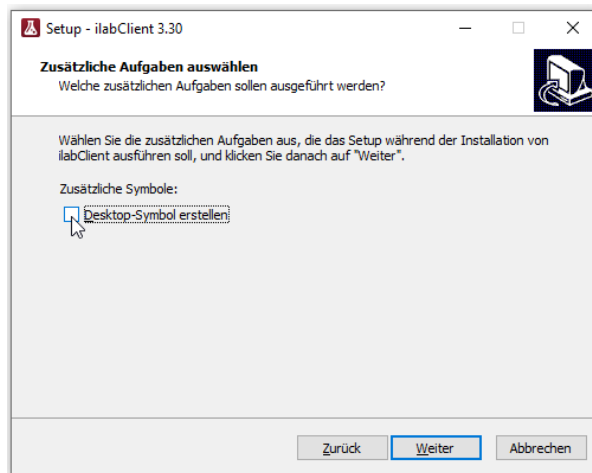 Setup - ilabClient 3.30
Zusätzliche Aufgaben auswählen
Welche zusätzlichen Aufgaben sollen ausgeführt werden?
Wählen Sie die zusätzlichen Aufgaben aus, die das Setup während der Installation von
ilabClient ausführen soll, und klicken Sie danach auf "Weiter".
Zusätzliche Symbole:
Desktop-Symbol erstellen
Zurück Weiter Abbrechen